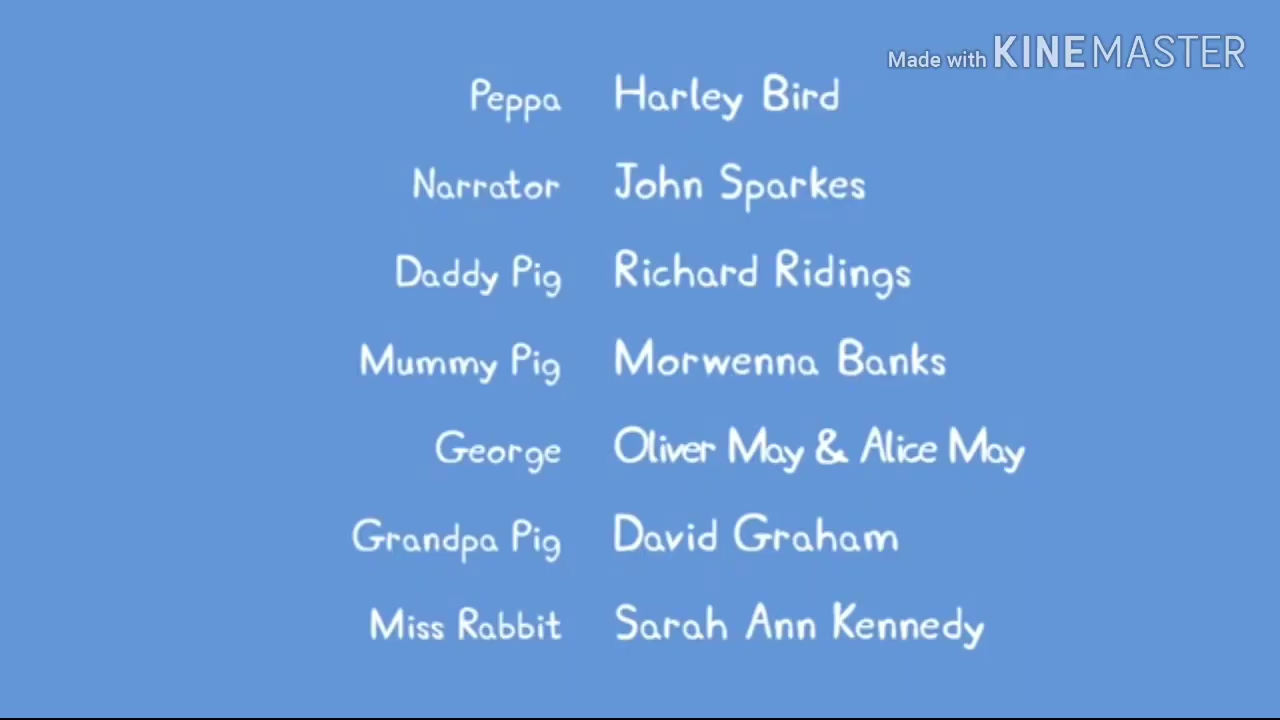 Made with KINEMASTER
Peppa Harley Bird
Narrator John Sparkes
Daddy Pig Richard Ridings
Mummy Pig Morwenna Banks
George Oliver May & Alice May
Grandpa Pig David Graham
Miss Rabbit Sarah Ann Kennedy